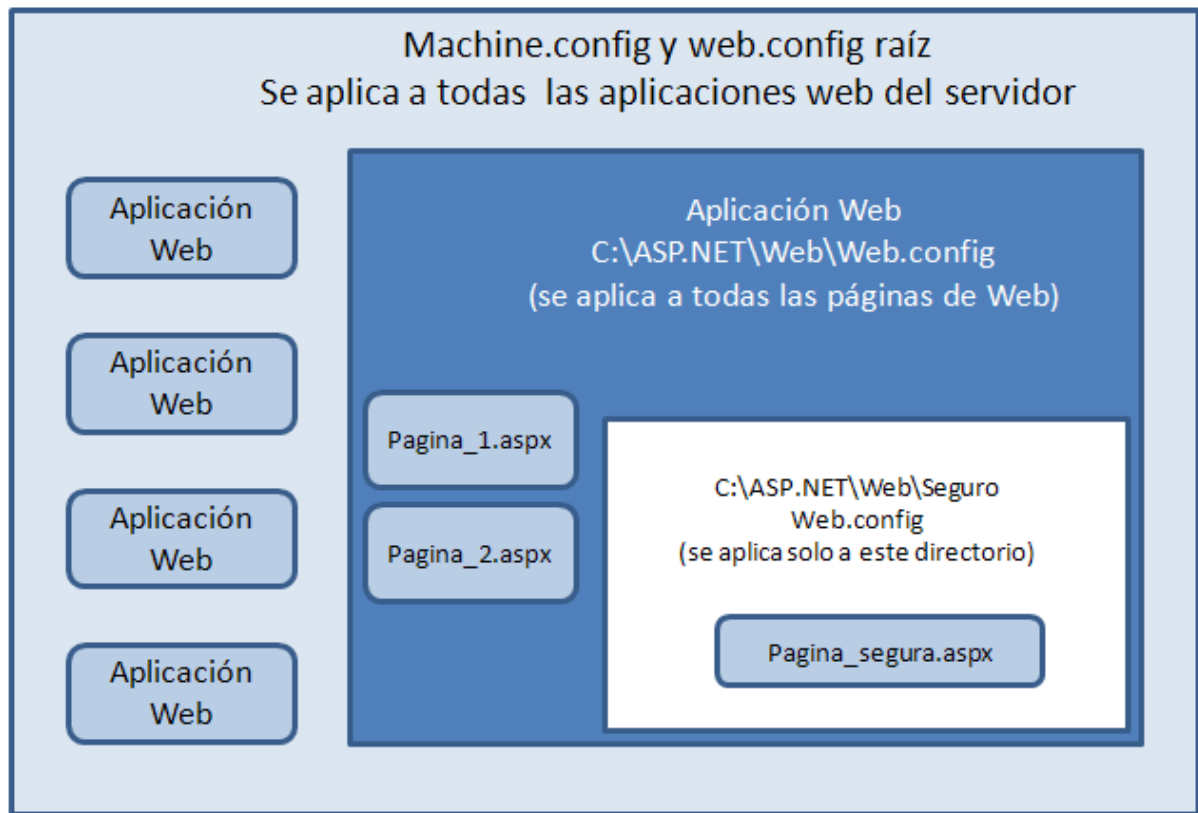 Machine.config y web.config raíz
Se aplica a todas las aplicaciones web del servidor
Aplicación
Web
Aplicación
Web
Aplicación
Web
Aplicación
Web
Aplicación Web
C:\ASP.NET\Web\Web.config
(se aplica a todas las páginas de Web)
Pagina_1.aspx
Pagina_2.aspx
C:\ASP.NET\Web\Seguro
Web.config
(se aplica solo a este directorio)
Pagina_segura.aspx